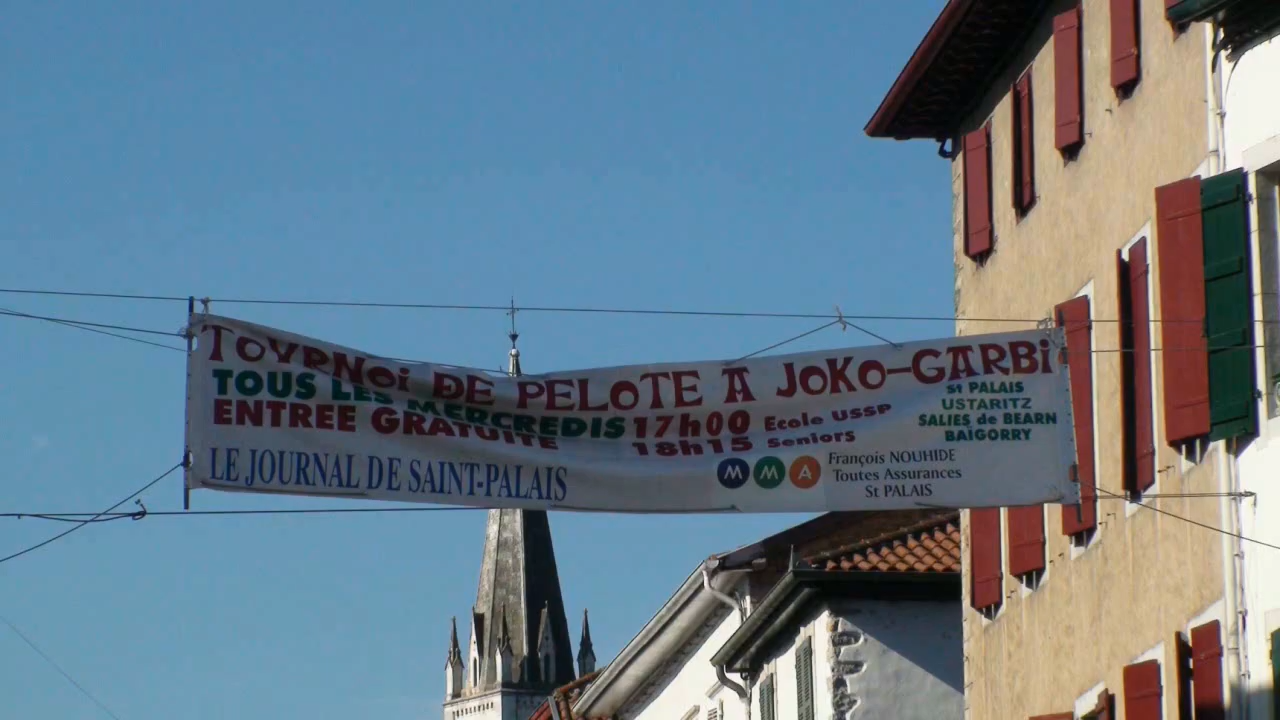 TOURNOi DE PELOTE A JOKO-GARBi
TOUS LES MERCREDIS 17h00 Ecole USSP
ENTREE GRATUITE 18h15 Seniors
St PALAIS
USTARITZ
SALIES de BEARN
BAIGORRY
LE JOURNAL DE SAINT-PALAIS
MMA
François NOUHIDE
Toutes Assurances
St PALAIS